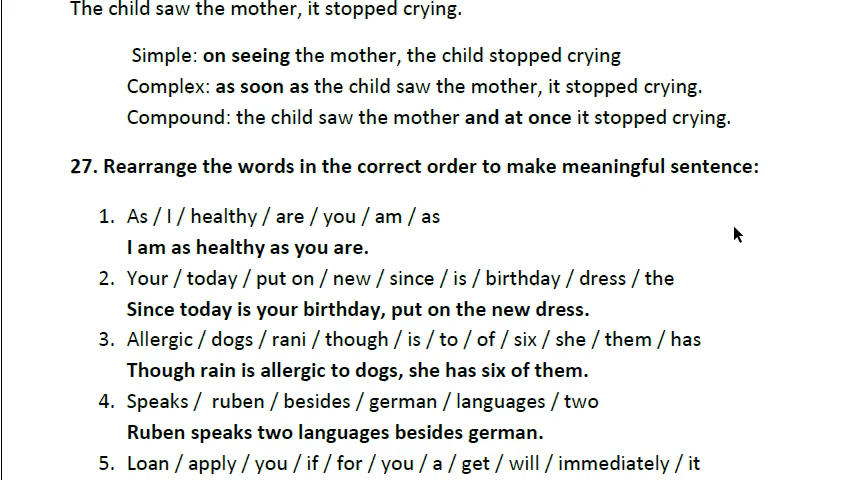 The child saw the mother, it stopped crying.
Simple: on seeing the mother, the child stopped crying
Complex: as soon as the child saw the mother, it stopped crying.
Compound: the child saw the mother and at once it stopped crying.
27. Rearrange the words in the correct order to make meaningful sentence:
1. As / I / healthy / are / you / am / as
I am as healthy as you are.
2. Your / today / put on / new / since / is / birthday / dress / the
Since today is your birthday, put on the new dress.
3. Allergic / dogs / rani / though / is / to / of / six / she / them / has
Though rain is allergic to dogs, she has six of them.
4. Speaks / ruben / besides / german / languages / two
Ruben speaks two languages besides german.
5. Loan / apply / you / if / for / you / a / get / will / immediately / it